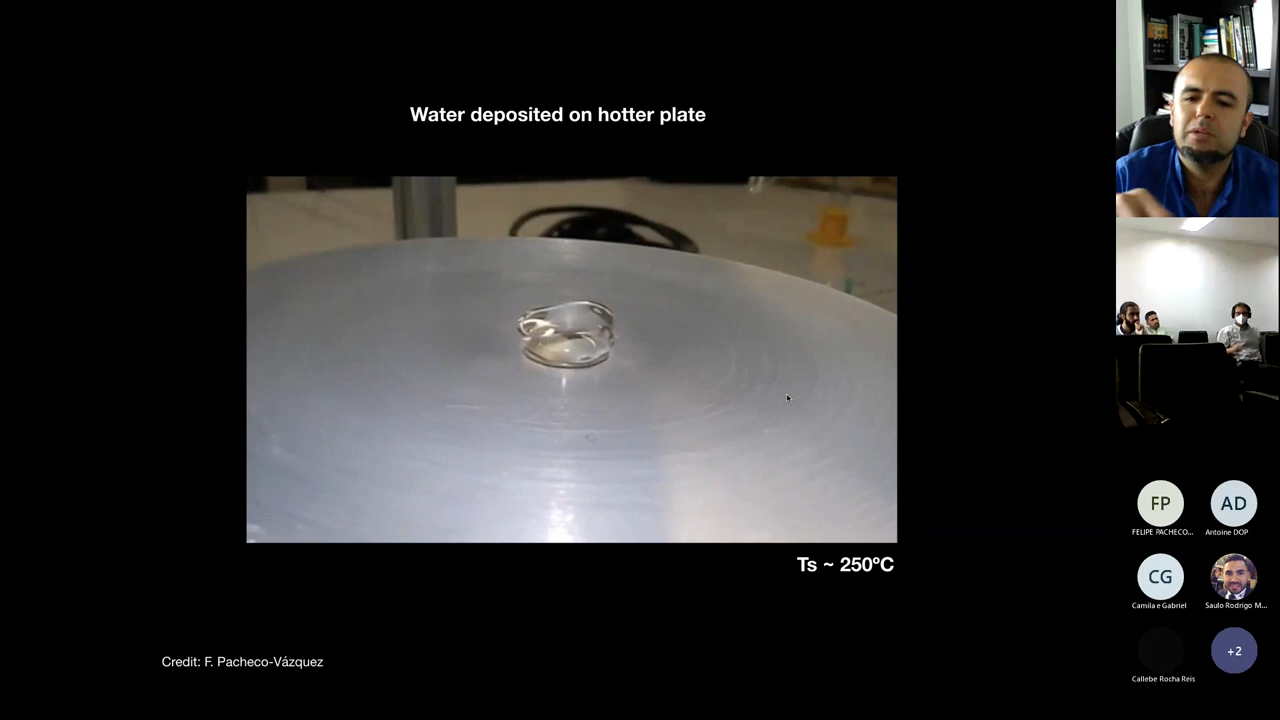 Water deposited on hotter plate
Ts ~ 250ºC
Credit: F. Pacheco-Vázquez
FP
AD
FELIPE PACHECO...
Antoine DOP
CG
Camila e Gabriel
Saulo Rodrigo M...
+2
Callebe Rocha Reis